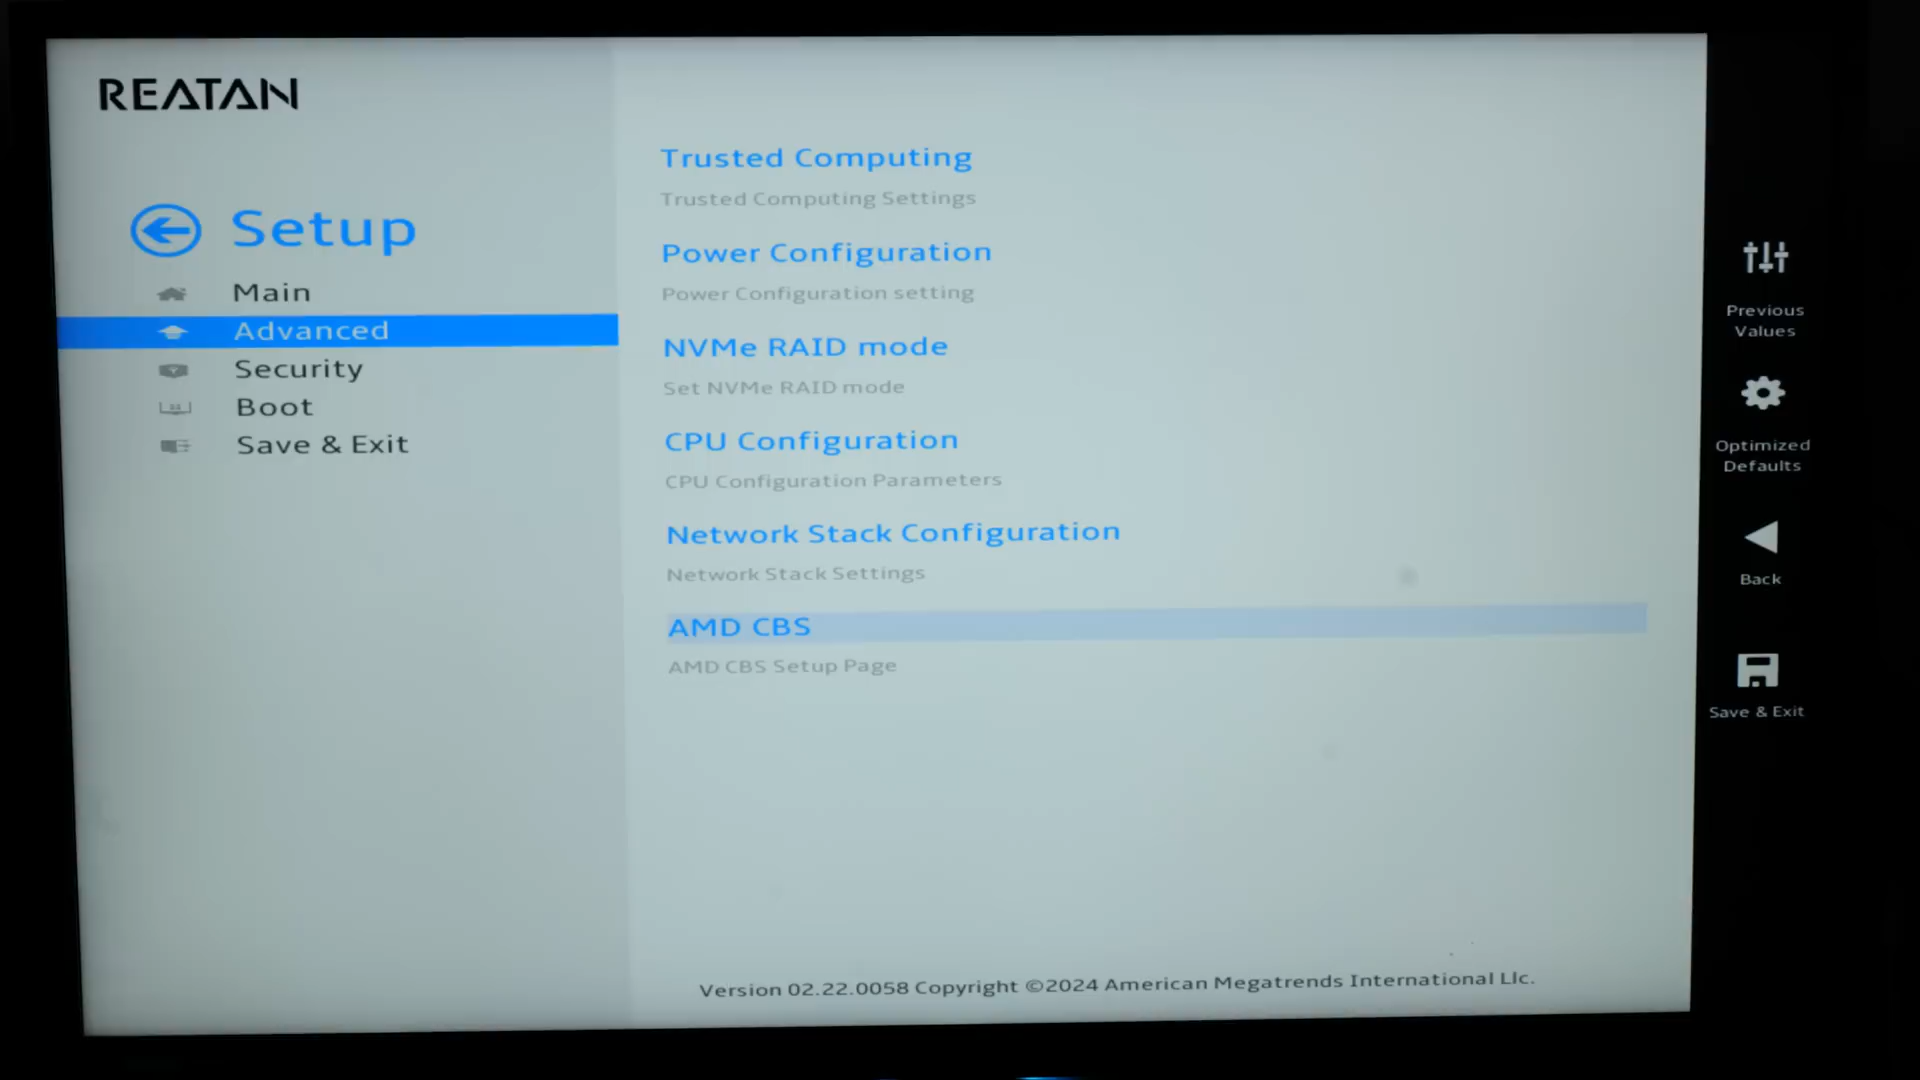 REATAN
Setup
Main
Advanced
Security
Boot
Save & Exit
Trusted Computing
Trusted Computing Settings
Power Configuration
Power Configuration setting
NVMe RAID mode
Set NVMe RAID mode
CPU Configuration
CPU Configuration Parameters
Network Stack Configuration
Network Stack Settings
AMD CBS
AMD CBS Setup Page
Version 02.22.0058 Copyright ©2024 American Megatrends International Llc.
Previous
Values
Optimized
Defaults
Back
Save & Exit